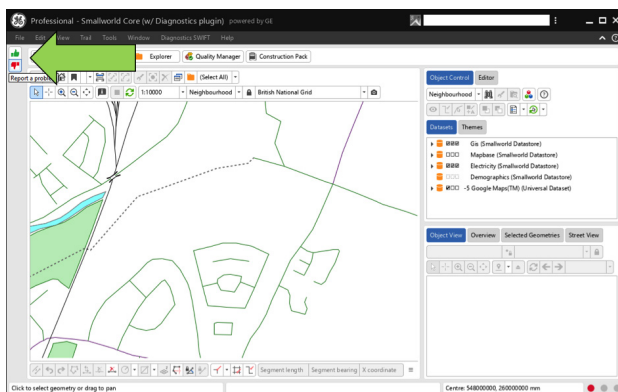 Professional - Smallworld Core (w/ Diagnostics plugin) powered by GE
File Edit View Trail Tools Window Diagnostics SWIFT Help
Explorer Quality Manager Construction Pack
Report a problem
(Select All)
1:10000 Neighbourhood British National Grid
Object Control Editor
Neighbourhood
Datasets Themes
Gis (Smallworld Datastore)
Mapbase (Smallworld Datastore)
Electricity (Smallworld Datastore)
Demographics (Smallworld Datastore)
-5 Google Maps(TM) (Universal Dataset)
Object View Overview Selected Geometries Street View
Segment length Segment bearing X coordinate
Click to select geometry or drag to pan
Centre: 548000000, 260000000 mm